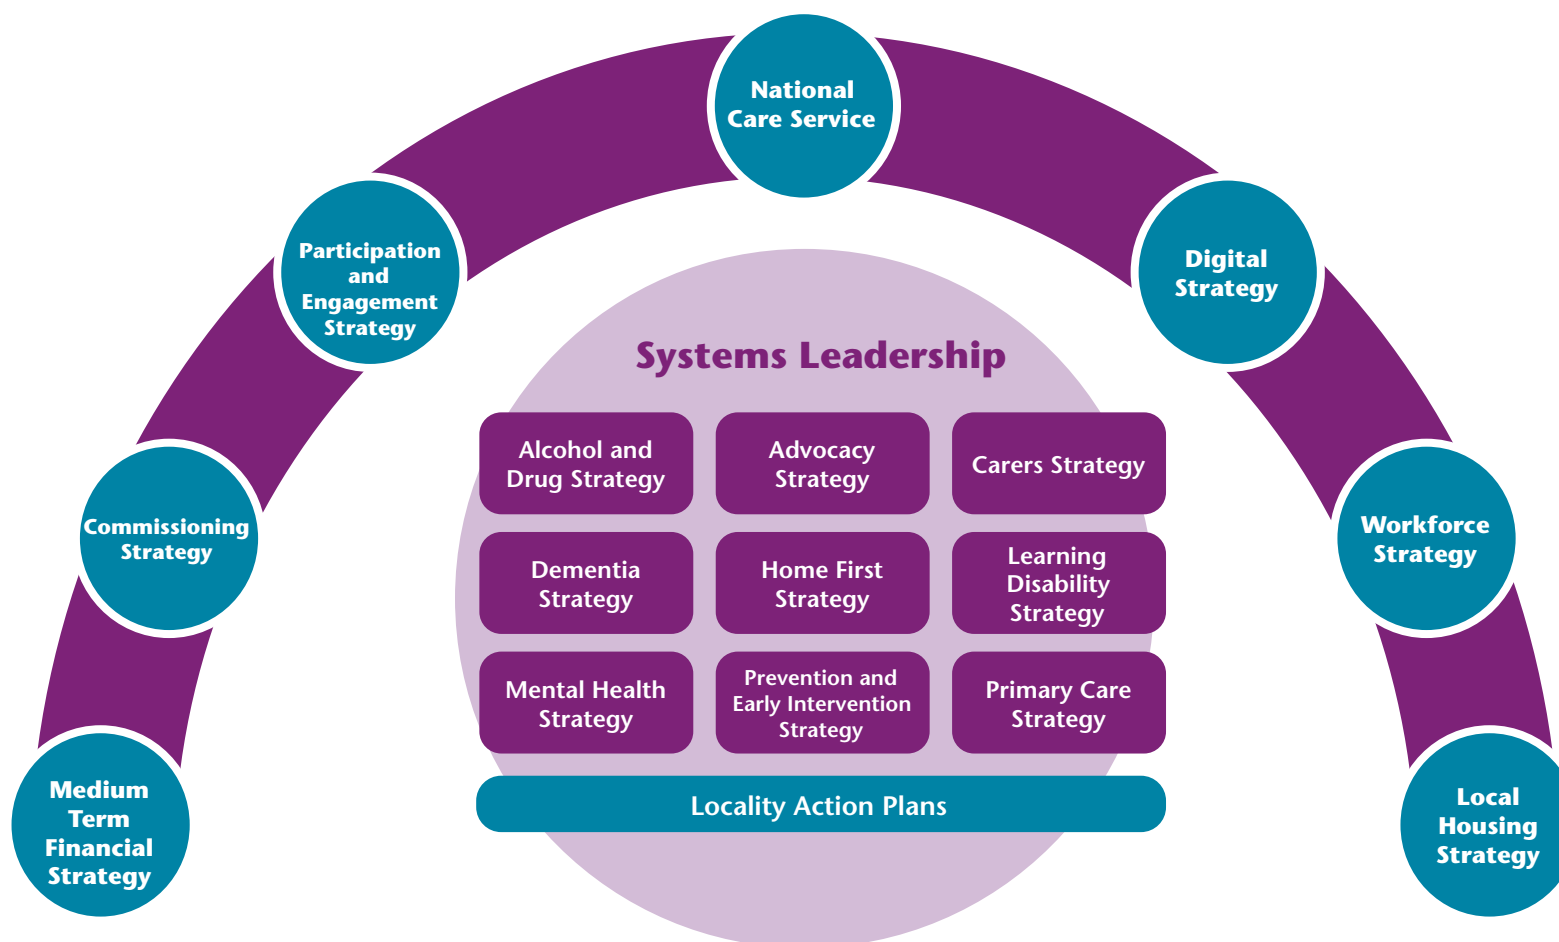 National
Care Service
Participation
and
Engagement
Strategy
Digital
Strategy
Commissioning
Strategy
Workforce
Strategy
Medium
Term
Financial
Strategy
Local
Housing
Strategy
Systems Leadership
Alcohol and
Drug Strategy
Advocacy
Strategy
Carers Strategy
Dementia
Strategy
Home First
Strategy
Learning
Disability
Strategy
Mental Health
Strategy
Prevention and
Early Intervention
Strategy
Primary Care
Strategy
Locality Action Plans